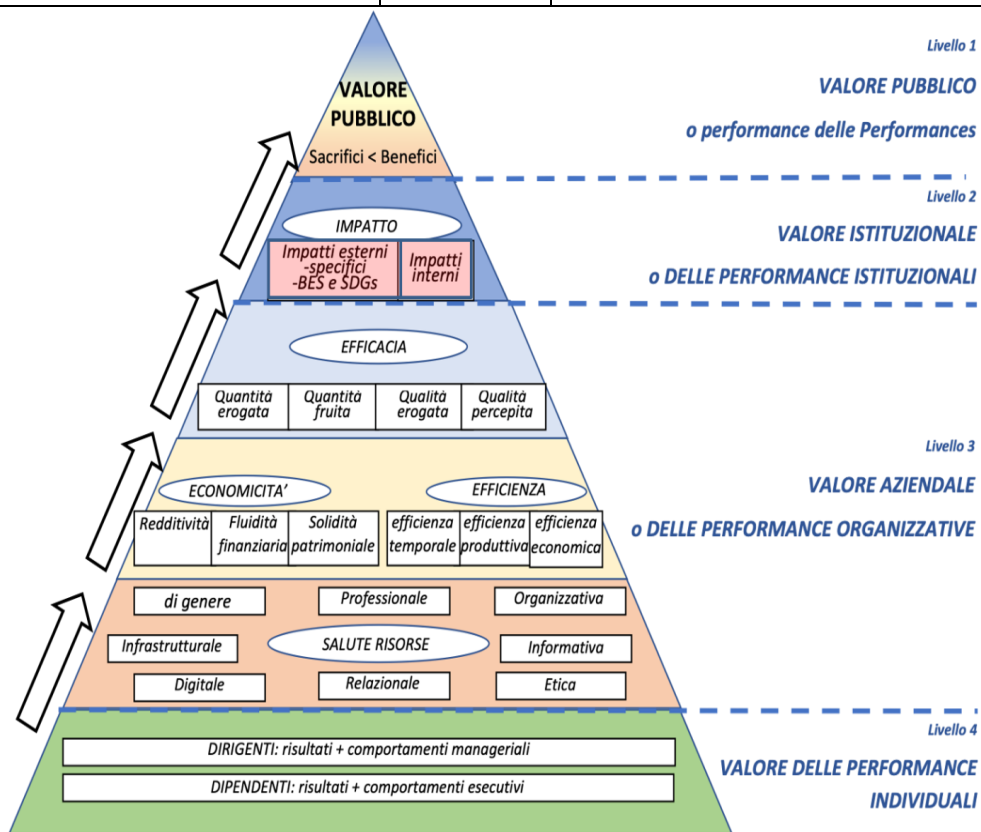 Livello 1
VALORE PUBBLICO
o performance delle Performances
VALORE
PUBBLICO
Sacrifici < Benefici
Livello 2
VALORE ISTITUZIONALE
o DELLE PERFORMANCE ISTITUZIONALI
IMPATTO
Impatti esterni
-specifici
-BES e SDGs
Impatti
interni
EFFICACIA
Quantità
erogata
Quantità
fruita
Qualità
erogata
Qualità
percepita
Livello 3
VALORE AZIENDALE
o DELLE PERFORMANCE ORGANIZZATIVE
ECONOMICITA’
EFFICIENZA
Redditività
Fluidità
finanziaria
Solidità
patrimoniale
efficienza
temporale
efficienza
produttiva
efficienza
economica
di genere
Professionale
Organizzativa
Infrastrutturale
SALUTE RISORSE
Informativa
Digitale
Relazionale
Etica
Livello 4
VALORE DELLE PERFORMANCE
INDIVIDUALI
DIRIGENTI: risultati + comportamenti manageriali
DIPENDENTI: risultati + comportamenti esecutivi